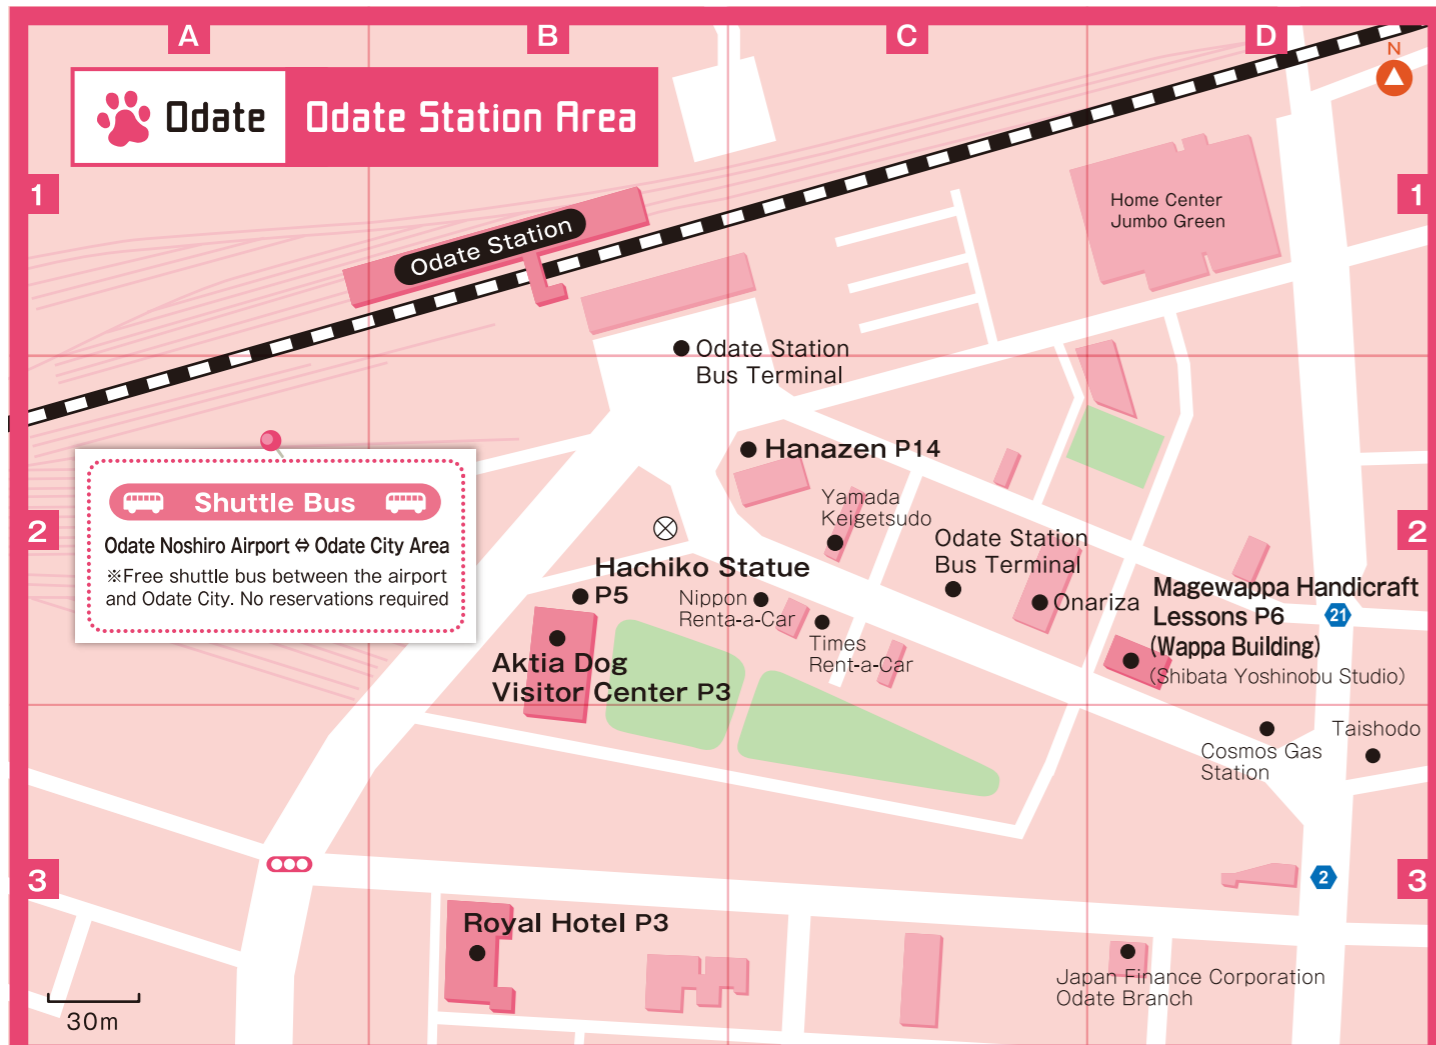 A
B
C
D
N
Odate
Odate Station Area
1
1
Home Center
Jumbo Green
Odate Station
Odate Station
Bus Terminal
Hanazen P14
Shuttle Bus
Odate Noshiro Airport ⇔ Odate City Area
※Free shuttle bus between the airport
and Odate City. No reservations required
2
2
Yamada
Keigetsudo
Odate Station
Bus Terminal
Hachiko Statue
P5
Nippon
Renta-a-Car
Times
Rent-a-Car
Onariza
Magewappa Handicraft
Lessons P6
(Wappa Building)
(Shibata Yoshinobu Studio)
21
Aktia Dog
Visitor Center P3
Cosmos Gas
Station
Taishodo
3
3
2
Royal Hotel P3
Japan Finance Corporation
Odate Branch
30m